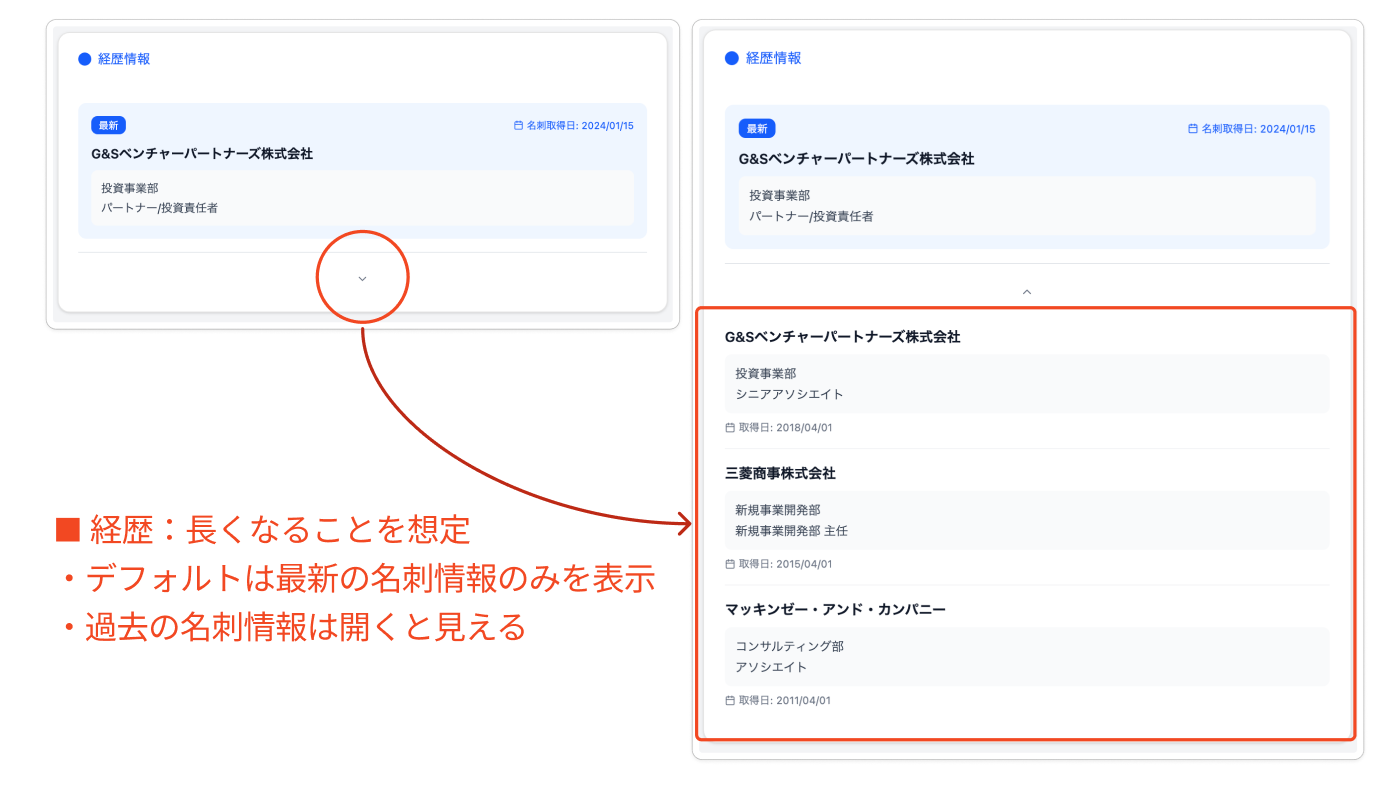 経歴情報
最新
名刺取得日: 2024/01/15
G&Sベンチャーパートナーズ株式会社
投資事業部
パートナー/投資責任者
■ 経歴：長くなることを想定
・デフォルトは最新の名刺情報のみを表示
・過去の名刺情報は開くと見える
経歴情報
最新
名刺取得日: 2024/01/15
G&Sベンチャーパートナーズ株式会社
投資事業部
パートナー/投資責任者
G&Sベンチャーパートナーズ株式会社
投資事業部
シニアアソシエイト
取得日: 2018/04/01
三菱商事株式会社
新規事業開発部
新規事業開発部 主任
取得日: 2015/04/01
マッキンゼー・アンド・カンパニー
コンサルティング部
アソシエイト
取得日: 2011/04/01